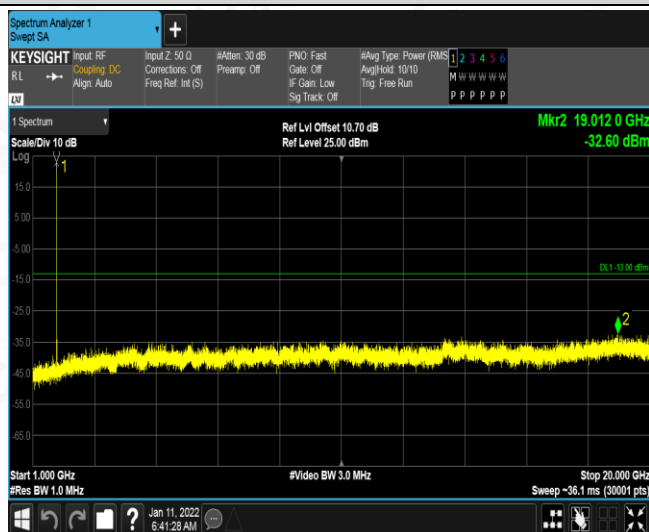 Spectrum Analyzer 1
Swept SA
+
KEYSIGHT Input: RF Input Z: 50 Ω #Atten: 30 dB PNO: Fast #Avg Type: Power (RMS 1 2 3 4 5 6
RL Coupling: DC Corrections: Off Preamp: Off Gate: Off Avg|Hold: 10/10 M W W W W W
Align: Auto Freq Ref: Int (S) IF Gain: Low Trig: Free Run
Sig Track: Off P P P P P P
LXI
1 Spectrum Ref Lvl Offset 10.70 dB Mkr2 19.012 0 GHz
Scale/Div 10 dB Ref Level 25.00 dBm -32.60 dBm
Log
1
15.0
5.00
-5.00
DL1 -13.00 dBm
-15.0
-25.0
2
-35.0
-45.0
-55.0
-65.0
Start 1.000 GHz #Video BW 3.0 MHz Stop 20.000 GHz
#Res BW 1.0 MHz Sweep ~36.1 ms (30001 pts)
? Jan 11, 2022
6:41:28 AM